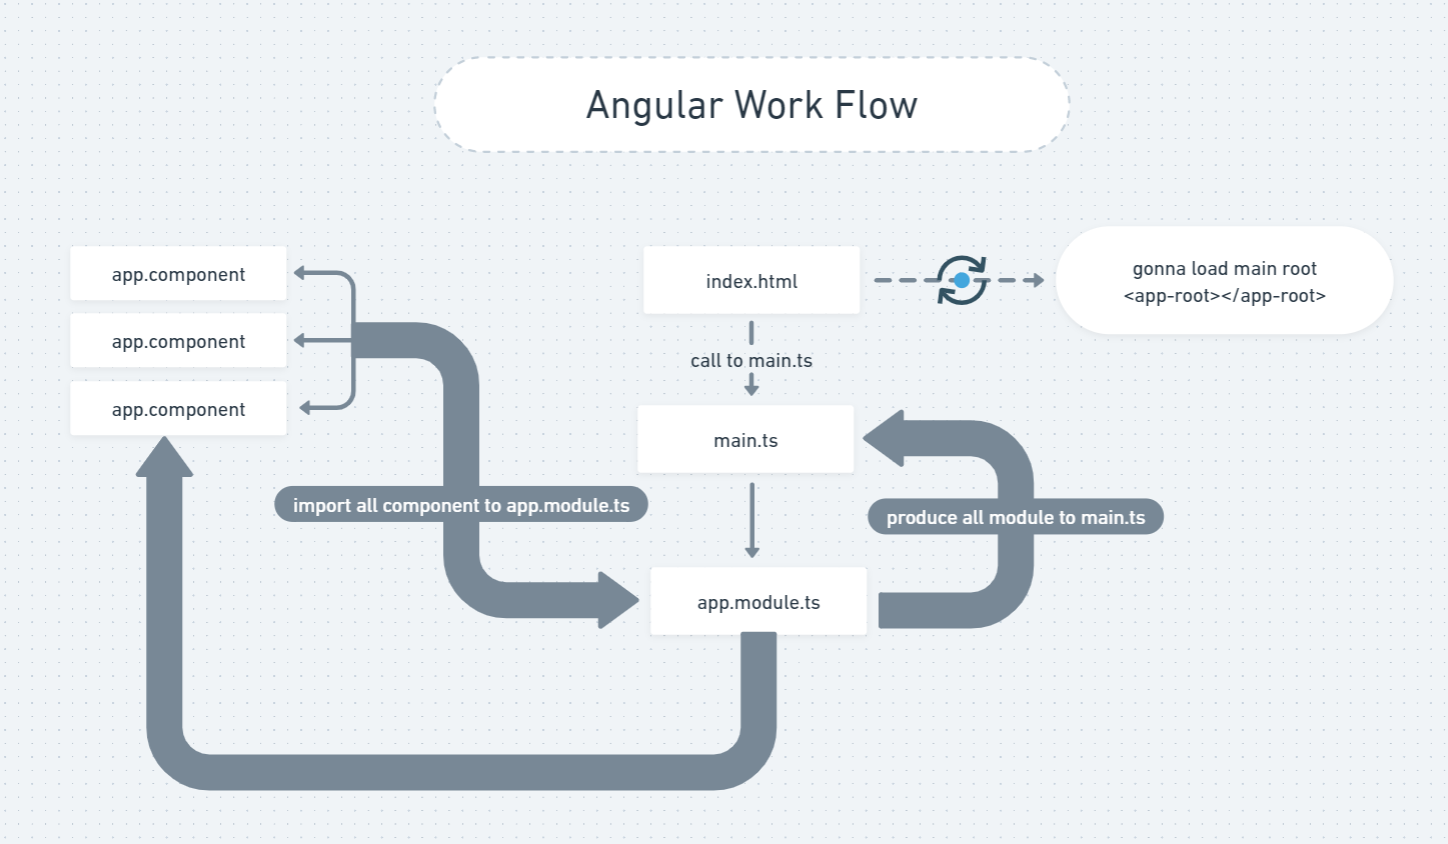 Angular Work Flow
app.component
app.component
app.component
index.html
gonna load main root
<app-root></app-root>
call to main.ts
main.ts
import all component to app.module.ts
produce all module to main.ts
app.module.ts